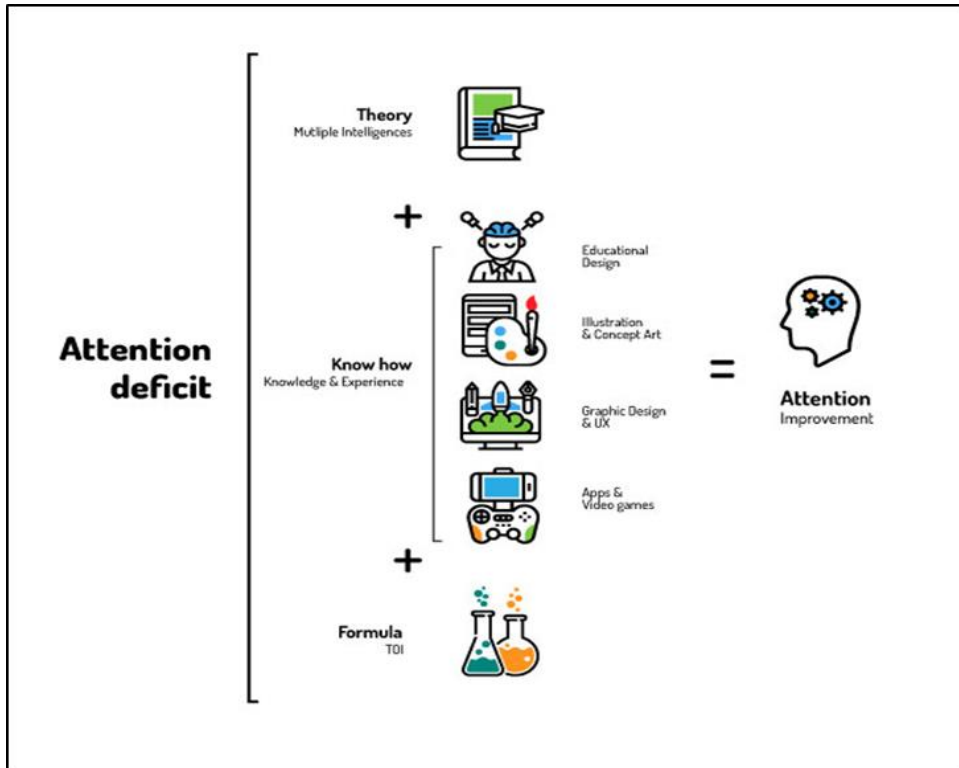 Attention
deficit
Theory
Mutliple Intelligences
+
Know how
Knowledge & Experience
Educational
Design
Illustration
& Concept Art
Graphic Design
& UX
Apps &
Video games
+
Formula
TOI
=
Attention
Improvement